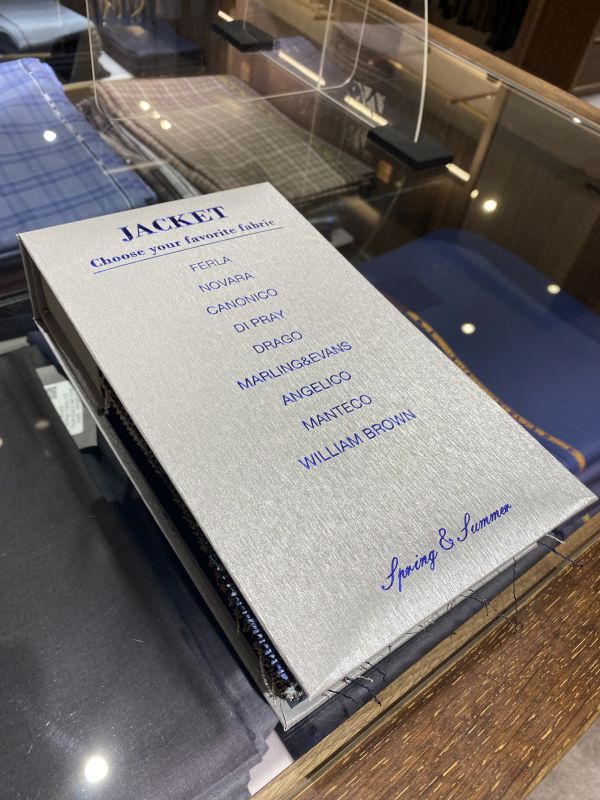 JACKET
Choose your favorite fabric
FERLA
NOVARA
CANONICO
DI PRAY
DRAGO
MARLING&EVANS
ANGELICO
MANTECO
WILLIAM BROWN
Spring & Summer